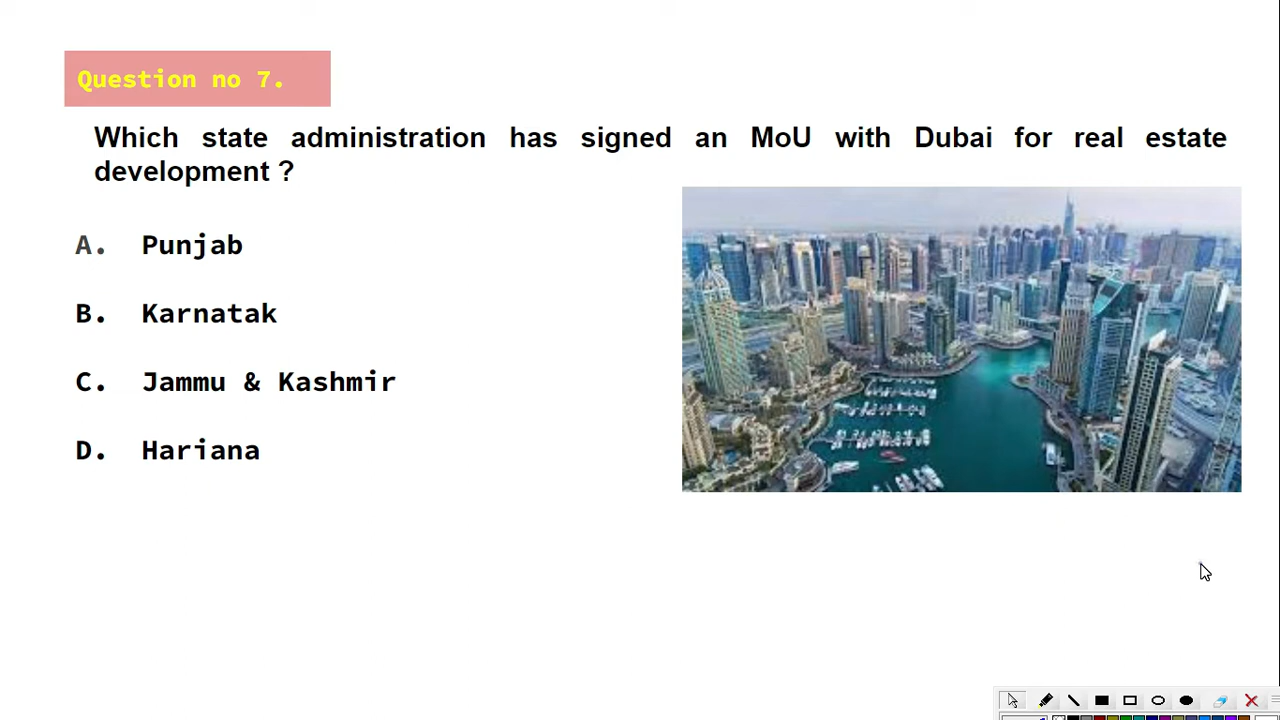 Question no 7.
Which state administration has signed an MoU with Dubai for real estate
development ?
A. Punjab
B. Karnatak
C. Jammu & Kashmir
D. Hariana